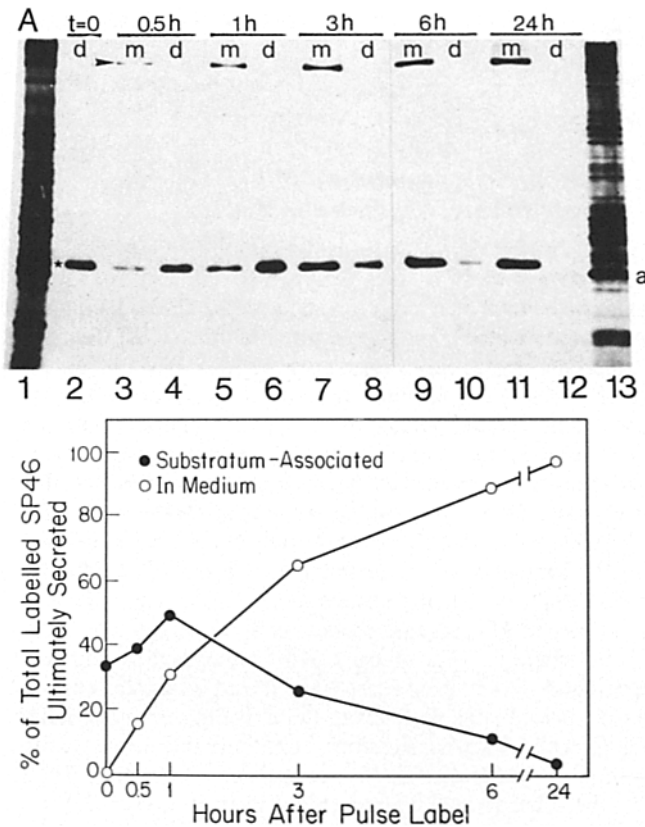 A
t=0 0.5h 1h 3h 6h 24h
d m d m d m d m d m d
*
a
1 2 3 4 5 6 7 8 9 10 11 12 13
% of Total Labelled SP46
Ultimately Secreted
100
80
60
40
20
0
● Substratum-Associated
○ In Medium
0 0.5 1 3 6 24
Hours After Pulse Label